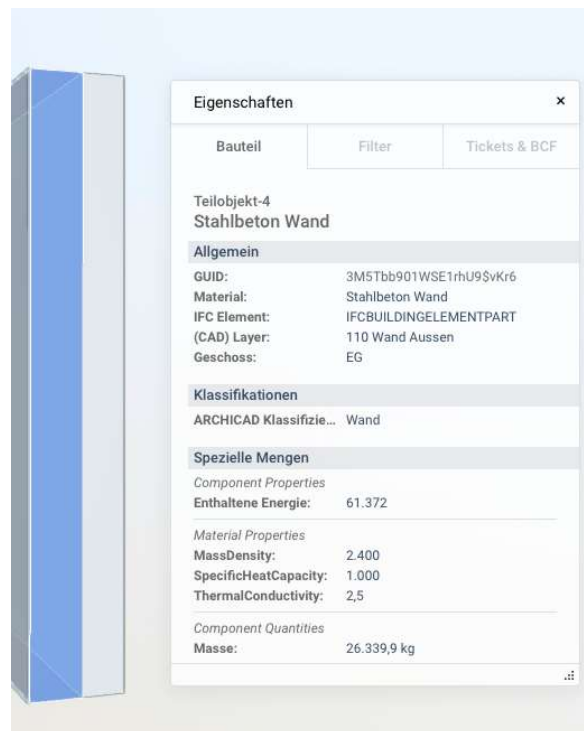 Eigenschaften ×
Bauteil Filter Tickets & BCF
Teilobjekt-4
Stahlbeton Wand
Allgemein
GUID: 3M5Tbb901WSE1rhU9$vKr6
Material: Stahlbeton Wand
IFC Element: IFCBUILDINGELEMENTPART
(CAD) Layer: 110 Wand Aussen
Geschoss: EG
Klassifikationen
ARCHICAD Klassifizie... Wand
Spezielle Mengen
Component Properties
Enthaltene Energie: 61.372
Material Properties
MassDensity: 2.400
SpecificHeatCapacity: 1.000
ThermalConductivity: 2,5
Component Quantities
Masse: 26.339,9 kg